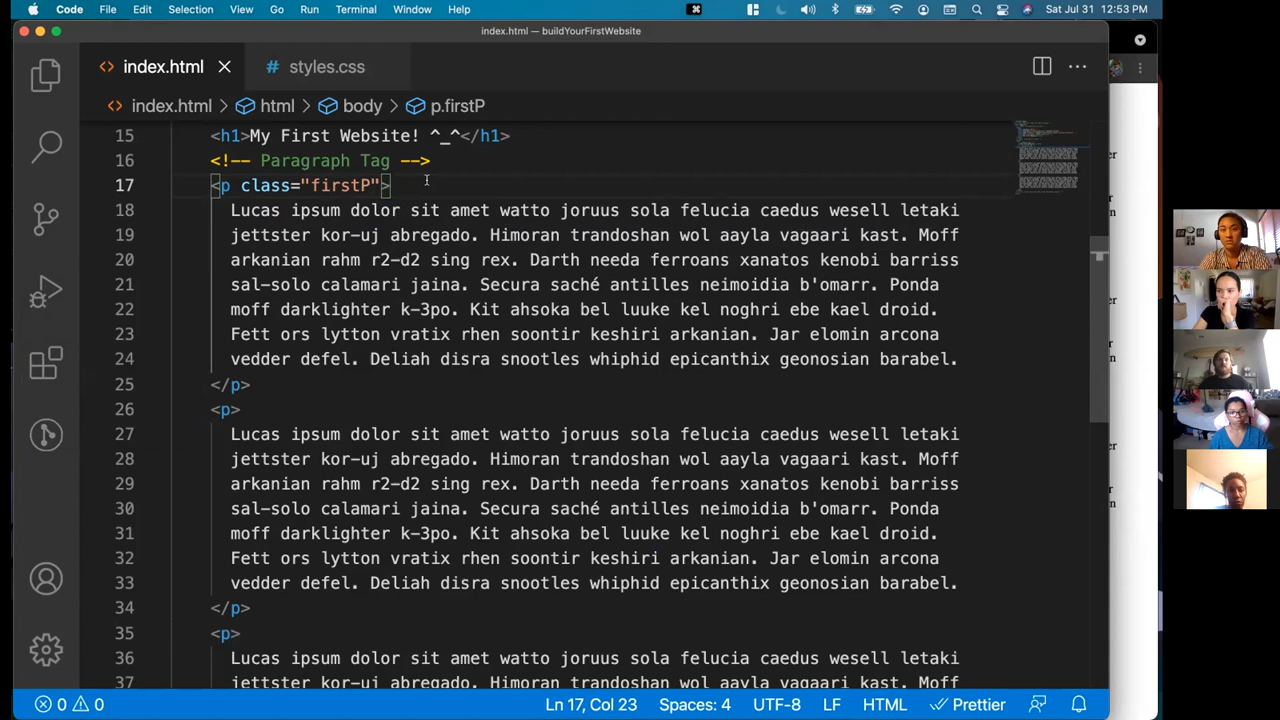 Code File Edit Selection View Go Run Terminal Window Help Sat Jul 31 12:53 PM
index.html — buildYourFirstWebsite
<> index.html × # styles.css
<> index.html > html > body > p.firstP
15 <h1>My First Website! ^_^</h1>
16 <!-- Paragraph Tag -->
17 <p class="firstP">
18 Lucas ipsum dolor sit amet watto joruus sola felucia caedus wesell letaki
19 jettster kor-uj abregado. Himoran trandoshan wol aayla vagaari kast. Moff
20 arkanian rahm r2-d2 sing rex. Darth needa ferroans xanatos kenobi barriss
21 sal-solo calamari jaina. Secura saché antilles neimoidia b'omarr. Ponda
22 moff darklighter k-3po. Kit ahsoka bel luuke kel noghri ebe kael droid.
23 Fett ors lytton vratix rhen soontir keshiri arkanian. Jar elomin arcona
24 vedder defel. Deliah disra snootles whiphid epicanthix geonosian barabel.
25 </p>
26 <p>
27 Lucas ipsum dolor sit amet watto joruus sola felucia caedus wesell letaki
28 jettster kor-uj abregado. Himoran trandoshan wol aayla vagaari kast. Moff
29 arkanian rahm r2-d2 sing rex. Darth needa ferroans xanatos kenobi barriss
30 sal-solo calamari jaina. Secura saché antilles neimoidia b'omarr. Ponda
31 moff darklighter k-3po. Kit ahsoka bel luuke kel noghri ebe kael droid.
32 Fett ors lytton vratix rhen soontir keshiri arkanian. Jar elomin arcona
33 vedder defel. Deliah disra snootles whiphid epicanthix geonosian barabel.
34 </p>
35 <p>
36 Lucas ipsum dolor sit amet watto joruus sola felucia caedus wesell letaki
37 jettster kor-uj abregado. Himoran trandoshan wol aayla vagaari kast. Moff
0 0 Ln 17, Col 23 Spaces: 4 UTF-8 LF HTML Prettier